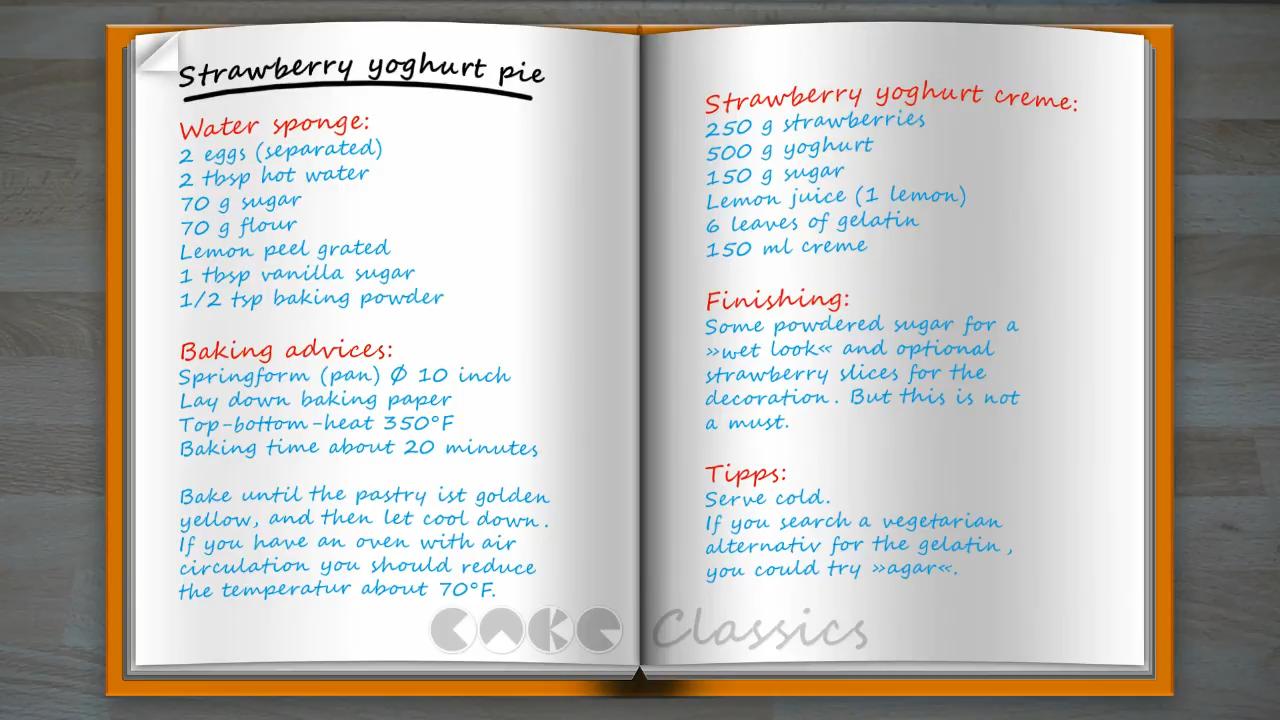 Strawberry yoghurt pie
Water sponge:
2 eggs (separated)
2 tbsp hot water
70 g sugar
70 g flour
Lemon peel grated
1 tbsp vanilla sugar
1/2 tsp baking powder
Baking advices:
Springform (pan) Ø 10 inch
Lay down baking paper
Top-bottom-heat 350°F
Baking time about 20 minutes
Bake until the pastry ist golden
yellow, and then let cool down.
If you have an oven with air
circulation you should reduce
the temperatur about 70°F.
Strawberry yoghurt creme:
250 g strawberries
500 g yoghurt
150 g sugar
Lemon juice (1 lemon)
6 leaves of gelatin
150 ml creme
Finishing:
Some powdered sugar for a
»wet look« and optional
strawberry slices for the
decoration. But this is not
a must.
Tipps:
Serve cold.
If you search a vegetarian
alternativ for the gelatin,
you could try »agar«.
CAKE Classics